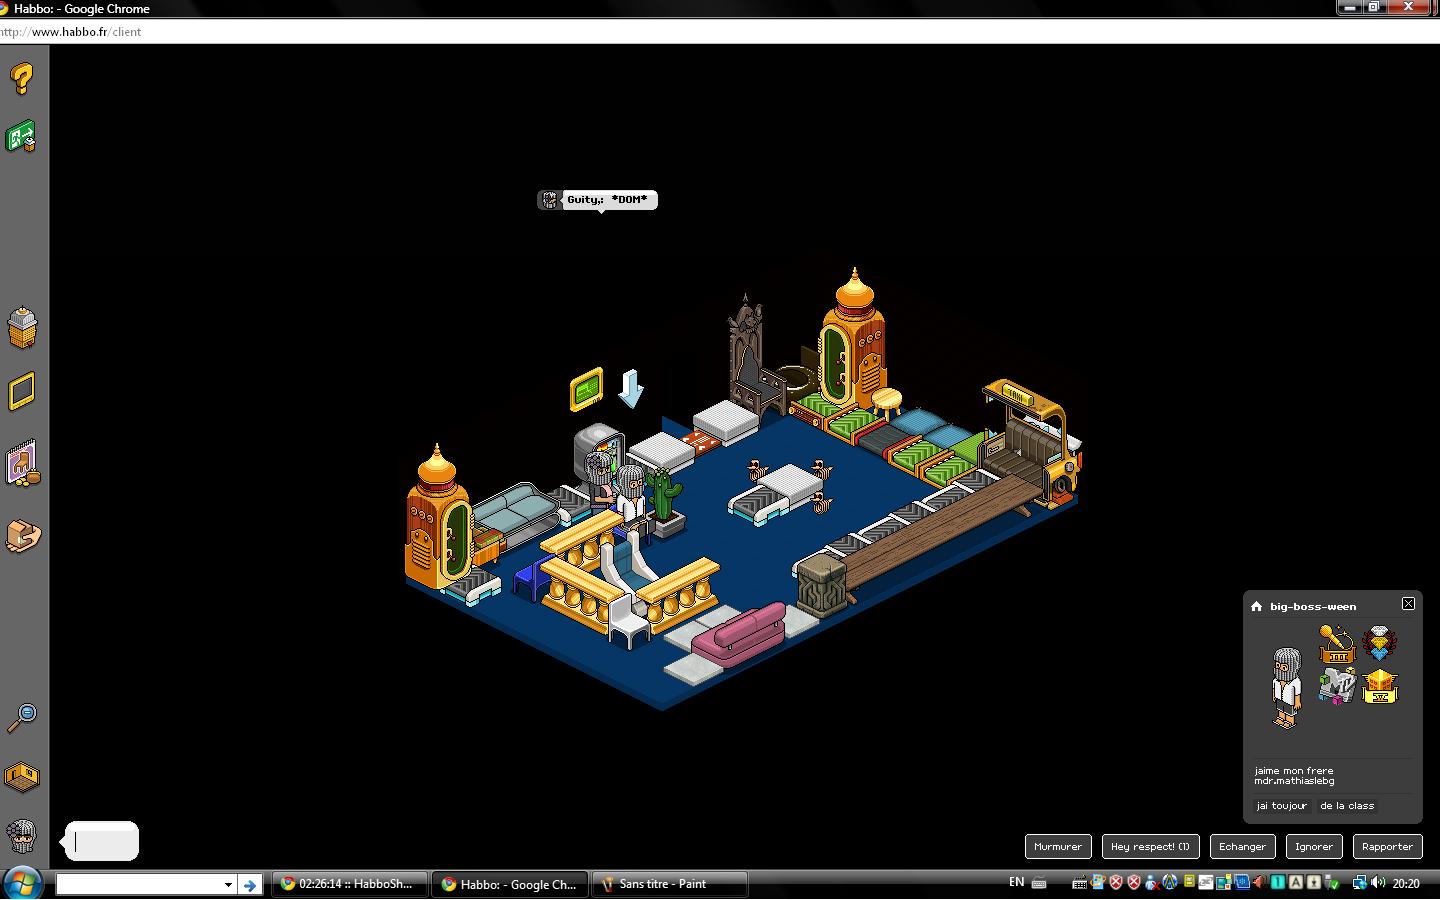 Habbo: - Google Chrome
http://www.habbo.fr/client
Guity,: *DOM*
TAXI
big-boss-ween
jaime mon frere
mdr.mathiaslebg
jai toujour de la class
Murmurer Hey respect! (1) Echanger Ignorer Rapporter
02:26:14 :: HabboSh... Habbo: - Google Ch... Sans titre - Paint EN 20:20